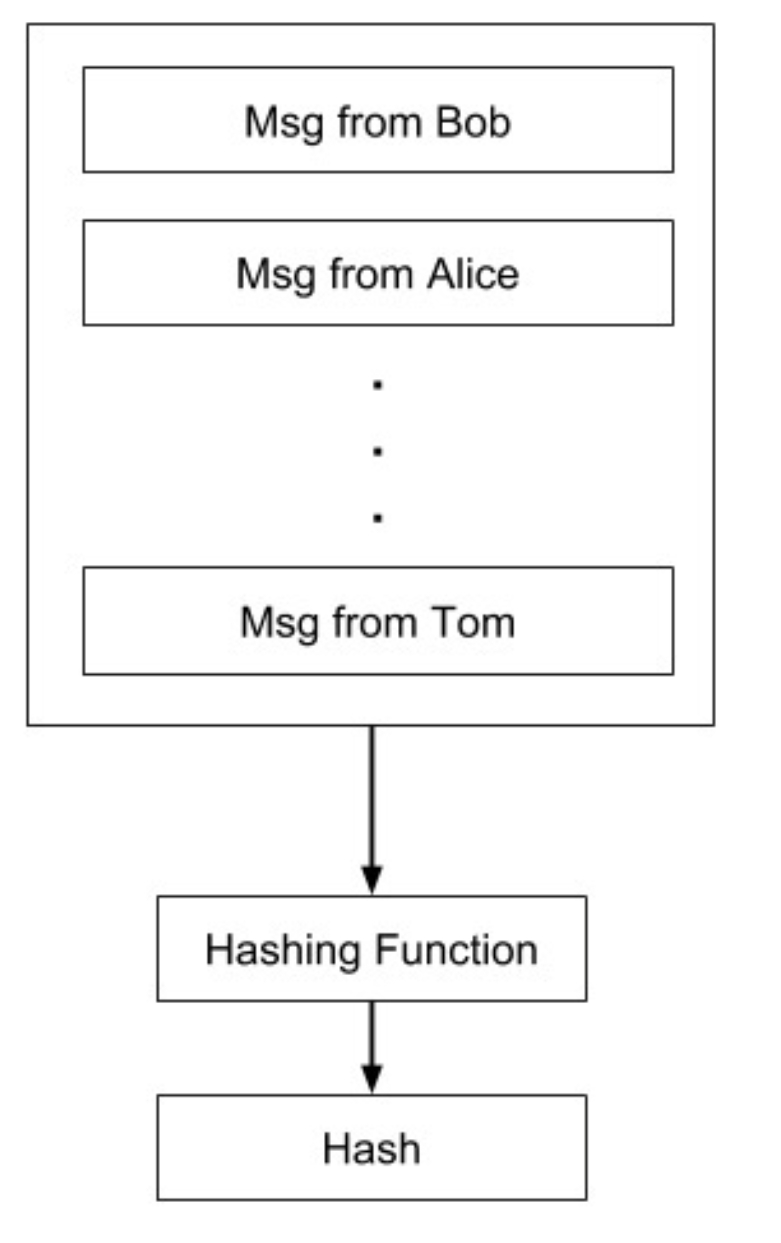 Msg from Bob
Msg from Alice
.
.
.
Msg from Tom
Hashing Function
Hash